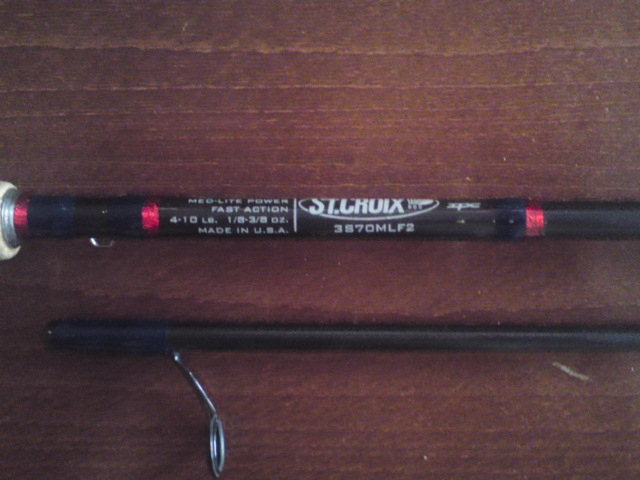 MED-LITE POWER
FAST ACTION
4-10 LB. 1/8-3/8 OZ.
MADE IN U.S.A.
ST.CROIX
3S70MLF2